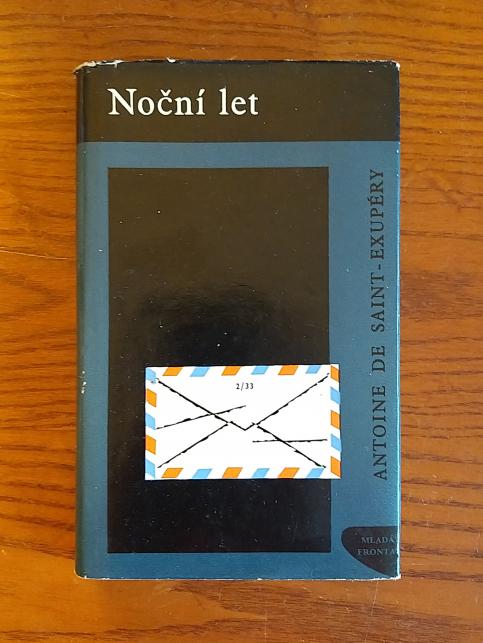 Noční let
ANTOINE DE SAINT-EXUPÉRY
2/33
MLADÁ
FRONTA